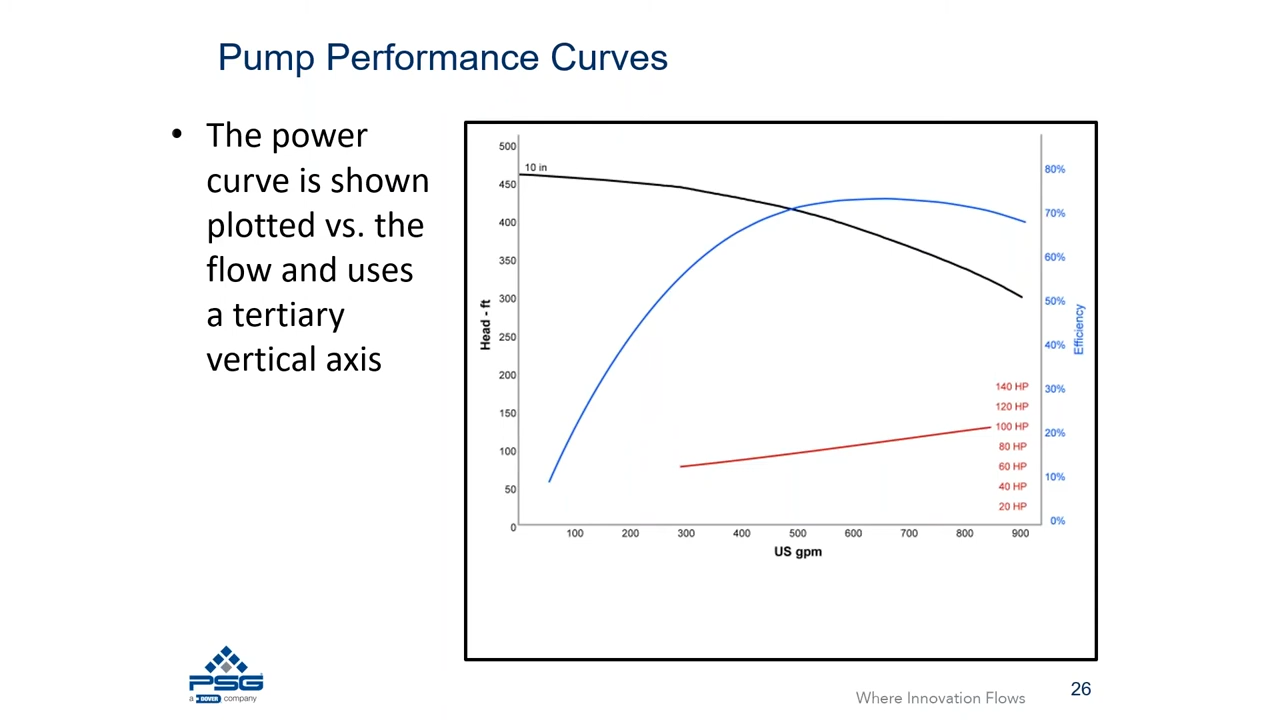 Pump Performance Curves
• The power
curve is shown
plotted vs. the
flow and uses
a tertiary
vertical axis
500
450
400
350
300
250
200
150
100
50
0
Head - ft
10 in
80%
70%
60%
50%
40%
30%
20%
10%
0%
Efficiency
140 HP
120 HP
100 HP
80 HP
60 HP
40 HP
20 HP
100 200 300 400 500 600 700 800 900
US gpm
PSG
a DOVER company
Where Innovation Flows
26